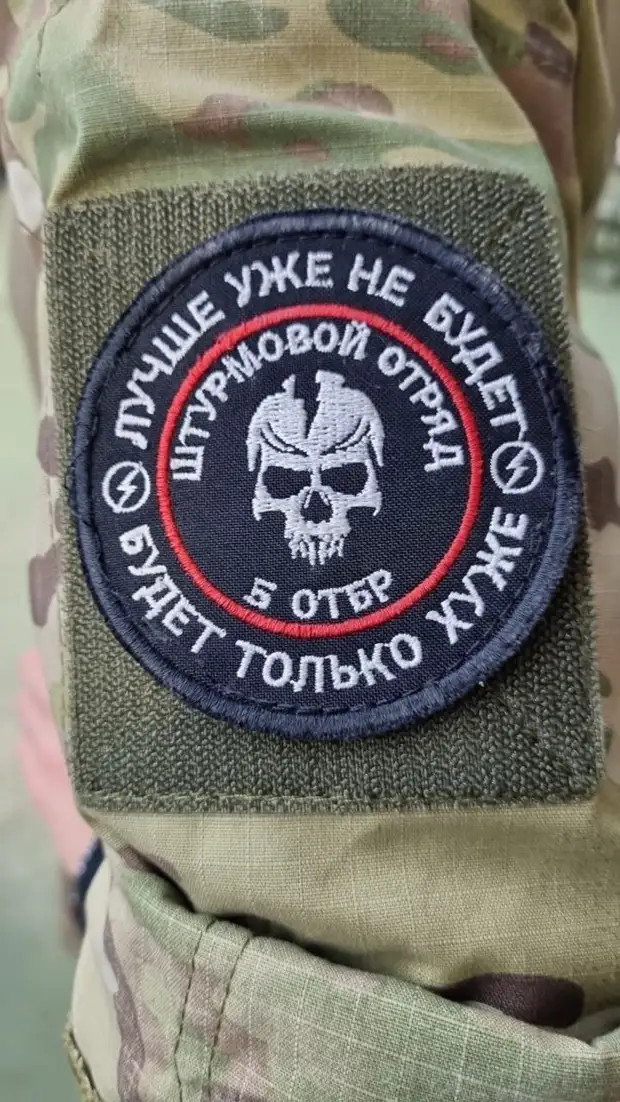 ЛУЧШЕ УЖЕ НЕ БУДЕТ
ШТУРМОВОЙ ОТРЯД
5 ОТБР
БУДЕТ ТОЛЬКО ХУЖЕ